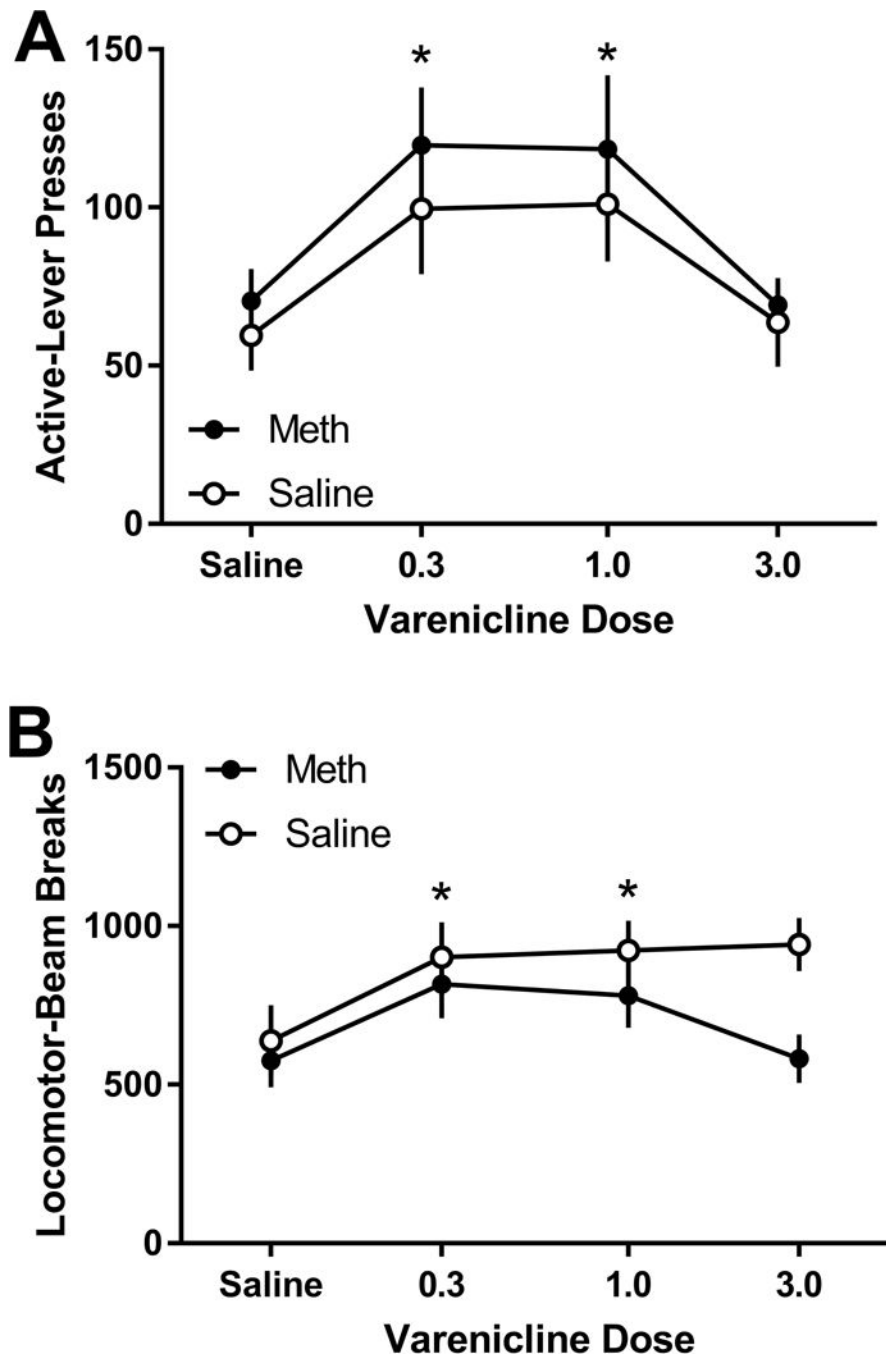 A
150
*
*
100
Active-Lever Presses
50
Meth
Saline
0
Saline 0.3 1.0 3.0
Varenicline Dose
B
1500
Meth
Saline
*
*
1000
Locomotor-Beam Breaks
500
0
Saline 0.3 1.0 3.0
Varenicline Dose